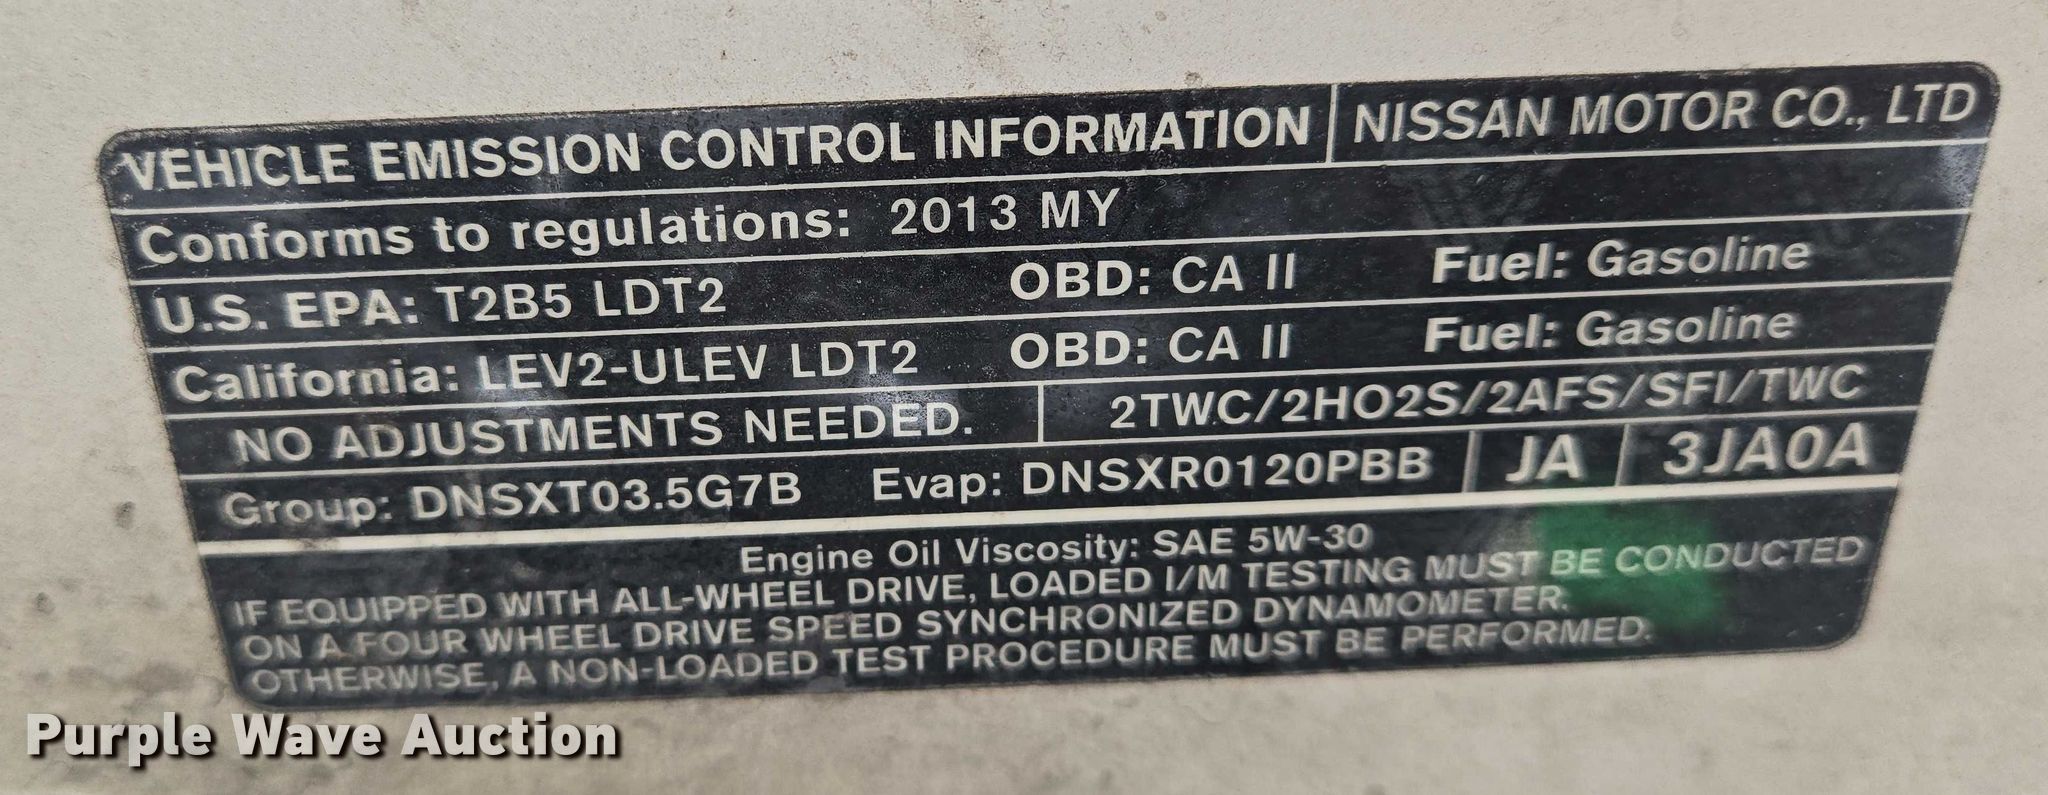 VEHICLE EMISSION CONTROL INFORMATION NISSAN MOTOR CO., LTD
Conforms to regulations: 2013 MY
U.S. EPA: T2B5 LDT2 OBD: CA II Fuel: Gasoline
California: LEV2-ULEV LDT2 OBD: CA II Fuel: Gasoline
NO ADJUSTMENTS NEEDED. 2TWC/2HO2S/2AFS/SFI/TWC
Group: DNSXT03.5G7B Evap: DNSXR0120PBB JA 3JA0A
Engine Oil Viscosity: SAE 5W-30
IF EQUIPPED WITH ALL-WHEEL DRIVE, LOADED I/M TESTING MUST BE CONDUCTED
ON A FOUR WHEEL DRIVE SPEED SYNCHRONIZED DYNAMOMETER.
OTHERWISE, A NON-LOADED TEST PROCEDURE MUST BE PERFORMED.
Purple Wave Auction